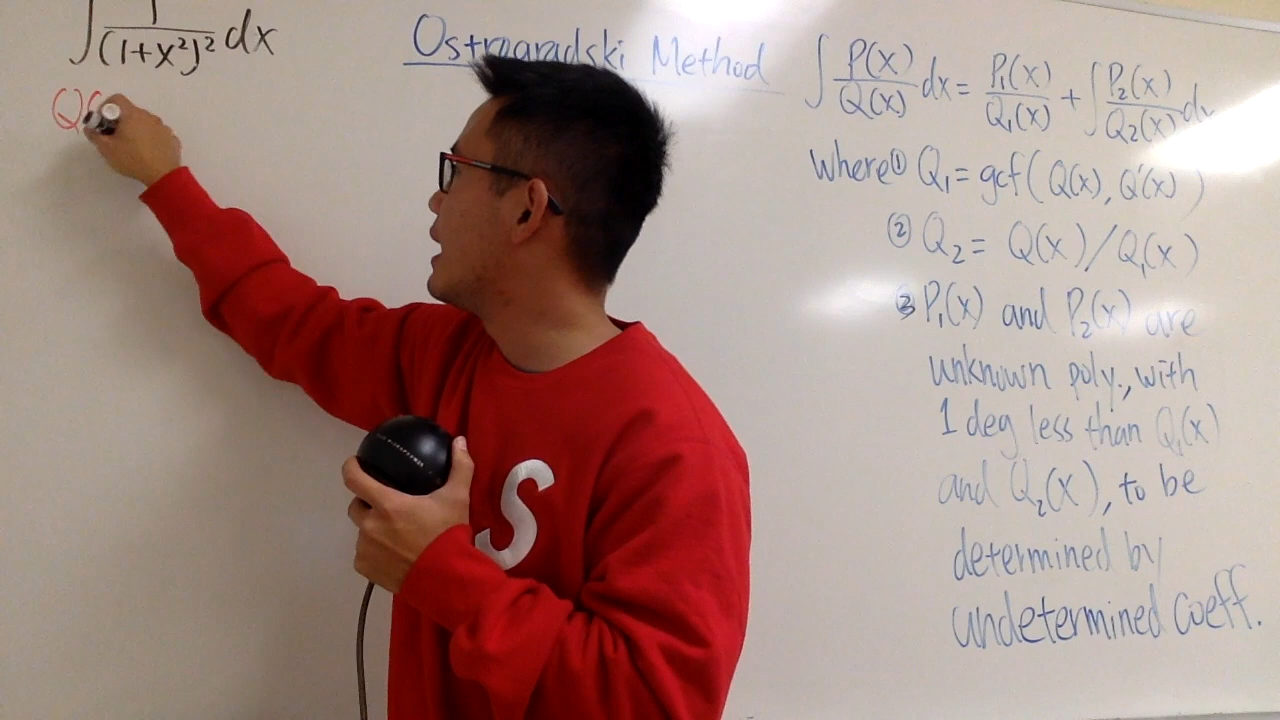 ∫ 1/(1+x²)² dx
Q(
Ostrogradski Method
∫ P(x)/Q(x) dx = P₁(x)/Q₁(x) + ∫ P₂(x)/Q₂(x) dx
where ① Q₁ = gcf( Q(x), Q'(x) )
② Q₂ = Q(x) / Q₁(x)
③ P₁(x) and P₂(x) are
unknown poly., with
1 deg less than Q₁(x)
and Q₂(x), to be
determined by
undetermined coeff.
S